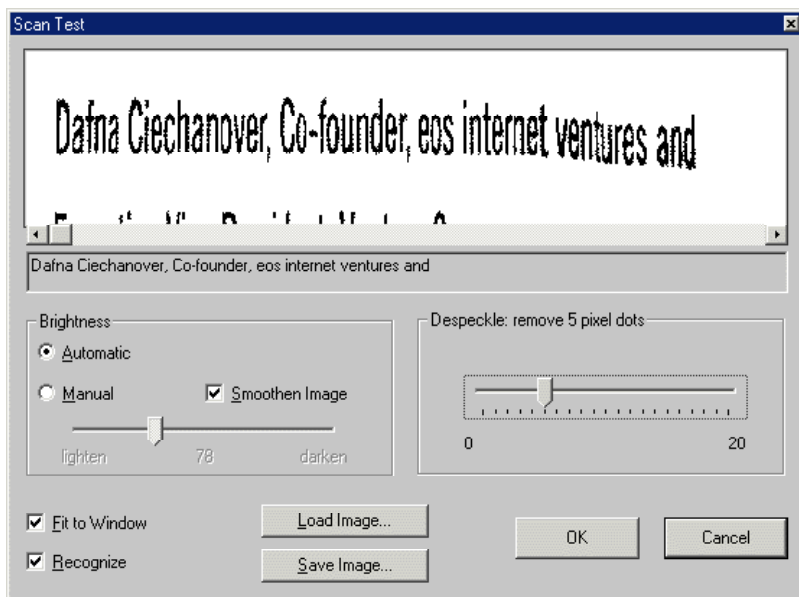 Scan Test
Dafna Ciechanover, Co-founder, eos internet ventures and
Dafna Ciechanover, Co-founder, eos internet ventures and
Brightness
Automatic
Manual
Smoothen Image
lighten 78 darken
Despeckle: remove 5 pixel dots
0 20
Fit to Window
Recognize
Load Image...
Save Image...
OK
Cancel